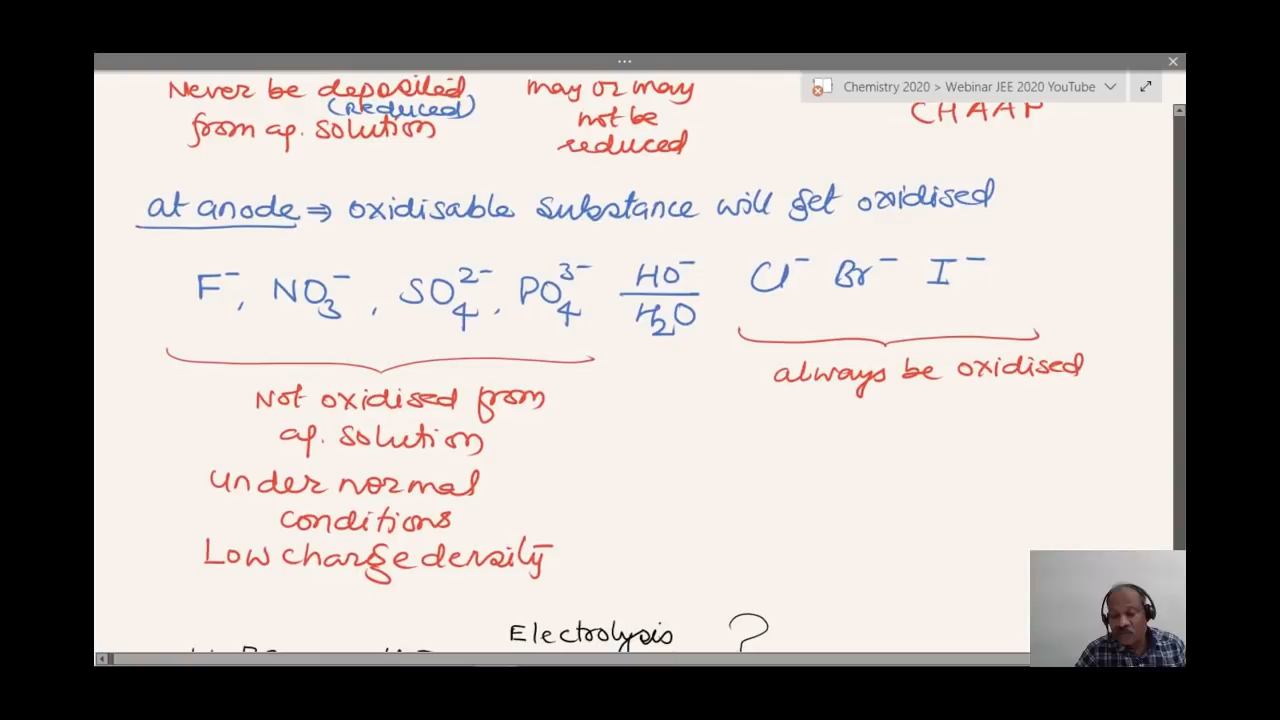 Chemistry 2020 > Webinar JEE 2020 YouTube
Never be deposited
(Reduced)
from aq. solution
may or may
not be
reduced
CHAAP
at anode ⇒ oxidisable substance will get oxidised
F⁻, NO₃⁻, SO₄²⁻, PO₄³⁻ HO⁻/H₂O Cl⁻ Br⁻ I⁻
always be oxidised
Not oxidised from
aq. solution
under normal
conditions
Low charge density
Electrolysis ?